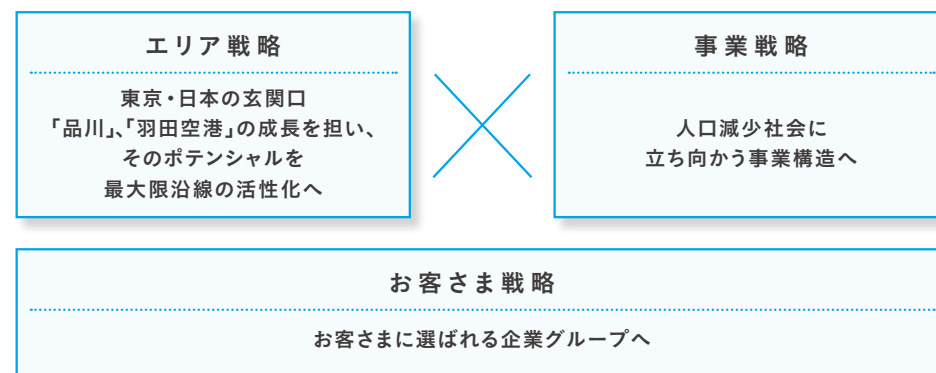 エリア戦略
東京・日本の玄関口
「品川」、「羽田空港」の成長を担い、
そのポテンシャルを
最大限沿線の活性化へ
事業戦略
人口減少社会に
立ち向かう事業構造へ
お客さま戦略
お客さまに選ばれる企業グループへ